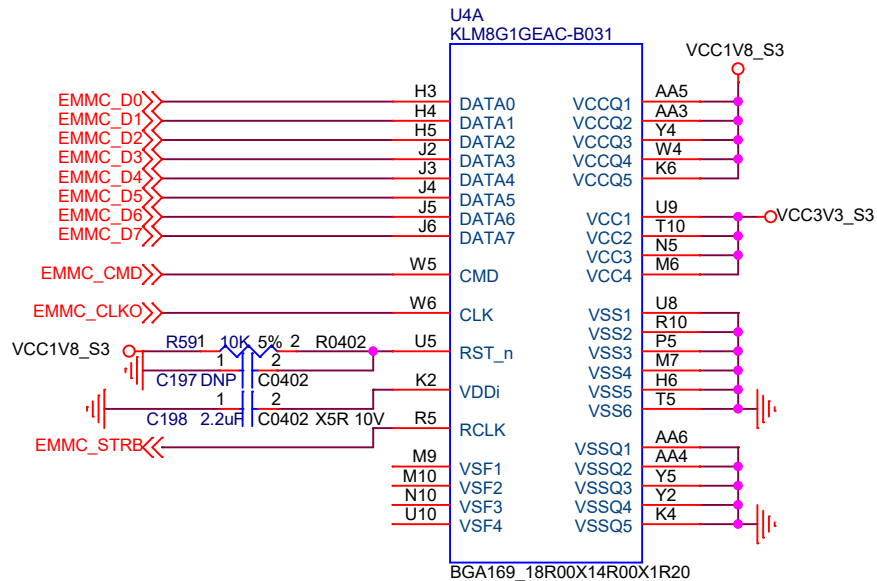 U4A
KLM8G1GEAC-B031
VCC1V8_S3
EMMC_D0 H3 DATA0 VCCQ1 AA5
EMMC_D1 H4 DATA1 VCCQ2 AA3
EMMC_D2 H5 DATA2 VCCQ3 Y4
EMMC_D3 J2 DATA3 VCCQ4 W4
EMMC_D4 J3 DATA4 VCCQ5 K6
EMMC_D5 J4 DATA5
EMMC_D6 J5 DATA6 VCC1 U9 VCC3V3_S3
EMMC_D7 J6 DATA7 VCC2 T10
VCC3 N5
EMMC_CMD W5 CMD VCC4 M6
EMMC_CLKO W6 CLK VSS1 U8
VSS2 R10
VCC1V8_S3 R59 1 10K 5% 2 R0402 U5 RST_n VSS3 P5
1 2 VSS4 M7
C197 DNP C0402 K2 VDDi VSS5 H6
1 2 VSS6 T5
C198 2.2uF C0402 X5R 10V R5 RCLK
EMMC_STRB VSSQ1 AA6
M9 VSF1 VSSQ2 AA4
M10 VSF2 VSSQ3 Y5
N10 VSF3 VSSQ4 Y2
U10 VSF4 VSSQ5 K4
BGA169_18R00X14R00X1R20